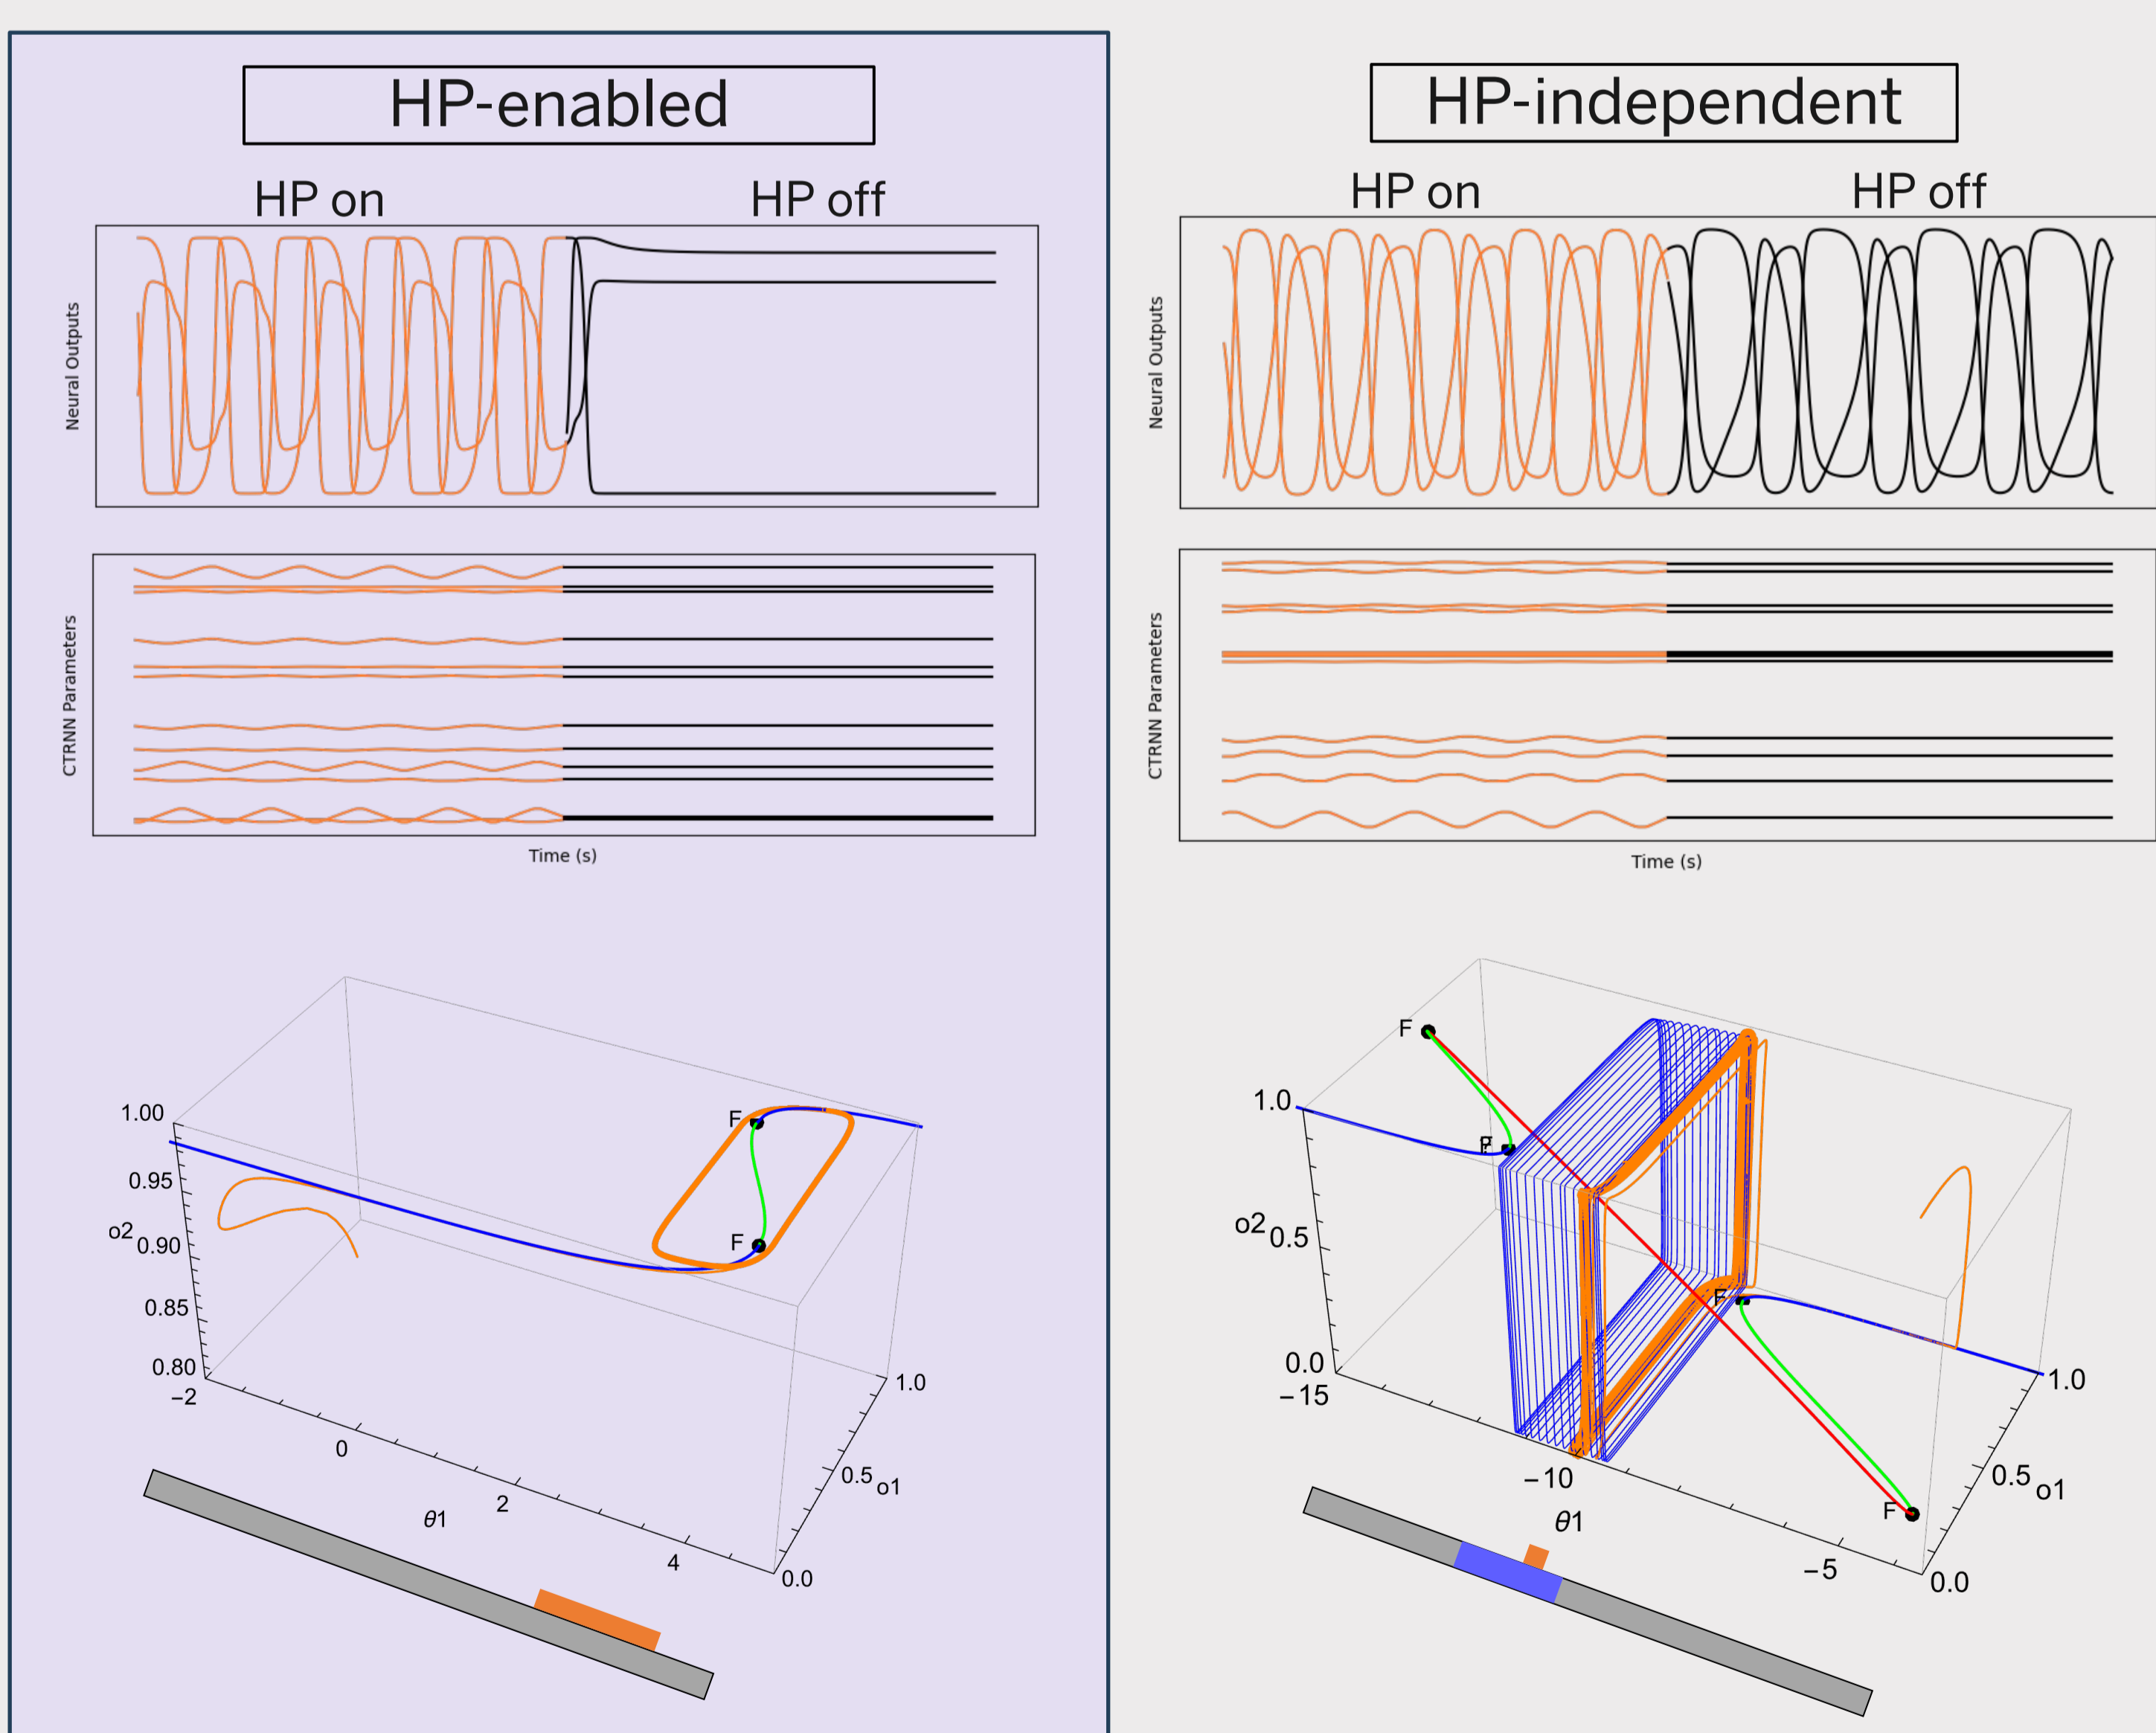 HP-enabled
HP on HP off
Neural Outputs
CTRNN Parameters
Time (s)
F
F
1.00
0.95
o2 0.90
0.85
0.80
−2
0
2
4
θ1
0.0
0.5 o1
1.0
HP-independent
HP on HP off
Neural Outputs
CTRNN Parameters
Time (s)
F
F
F
F
1.0
o2 0.5
0.0
−15
−10
−5
θ1
0.0
0.5 o1
1.0